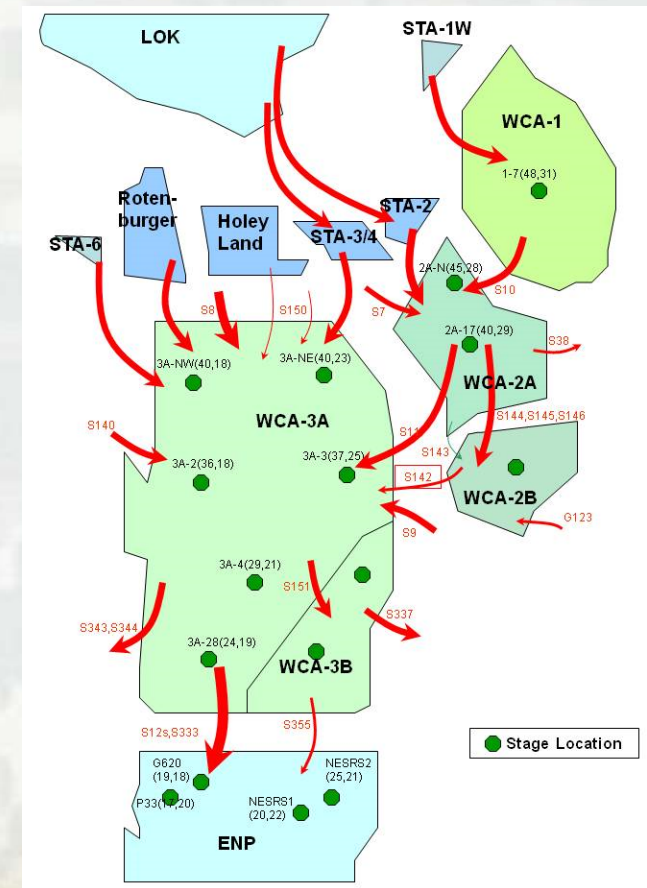 LOK
STA-1W
WCA-1
1-7(48,31)
Roten-
burger
Holey
Land
STA-2
STA-3/4
STA-6
2A-N(45,28)
S10
S8
S150
S7
2A-17(40,29)
S38
3A-NW(40,18)
3A-NE(40,23)
WCA-2A
WCA-3A
S144,S145,S146
S140
S11
S143
3A-2(36,18)
3A-3(37,25)
S142
WCA-2B
G123
S9
3A-4(29,21)
S151
S343,S344
S337
3A-28(24,19)
WCA-3B
S12s,S333
S355
Stage Location
G620
(19,18)
NESRS2
(25,21)
P33(17,20)
NESRS1
(20,22)
ENP